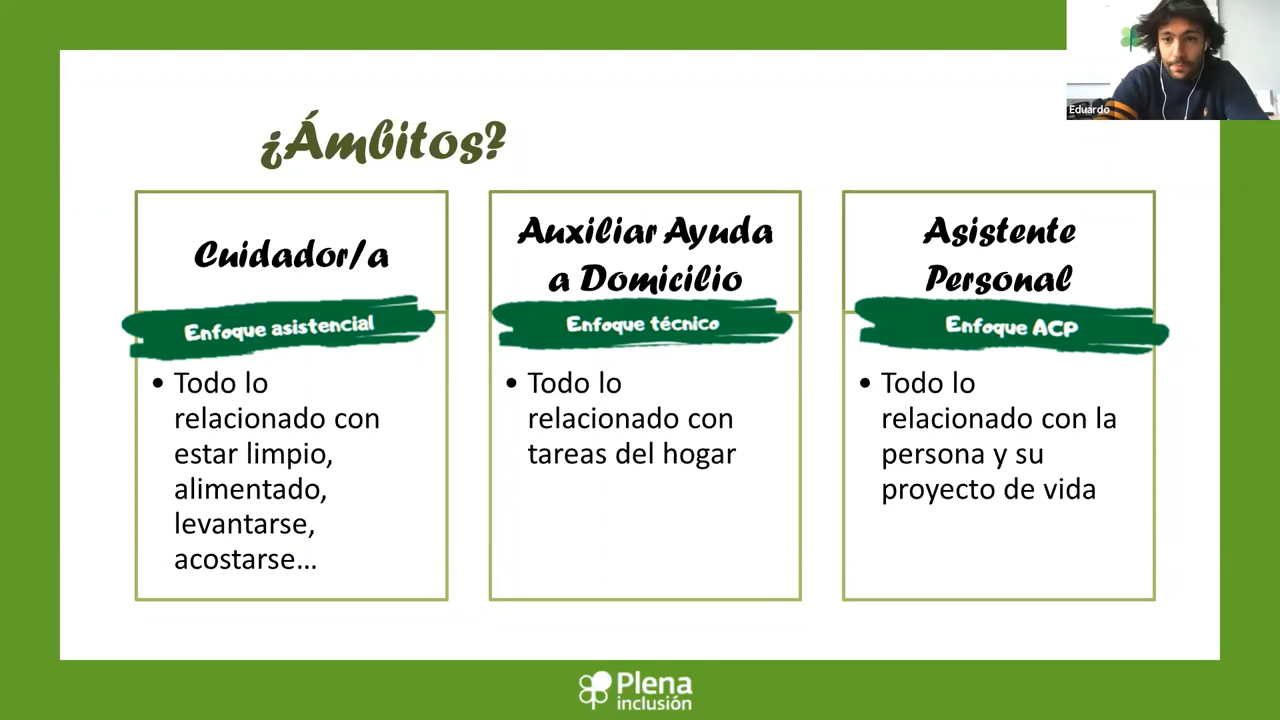 Eduardo
¿Ámbitos?
Cuidador/a
Enfoque asistencial
• Todo lo
relacionado con
estar limpio,
alimentado,
levantarse,
acostarse...
Auxiliar Ayuda
a Domicilio
Enfoque técnico
• Todo lo
relacionado con
tareas del hogar
Asistente
Personal
Enfoque ACP
• Todo lo
relacionado con la
persona y su
proyecto de vida
Plena
inclusión